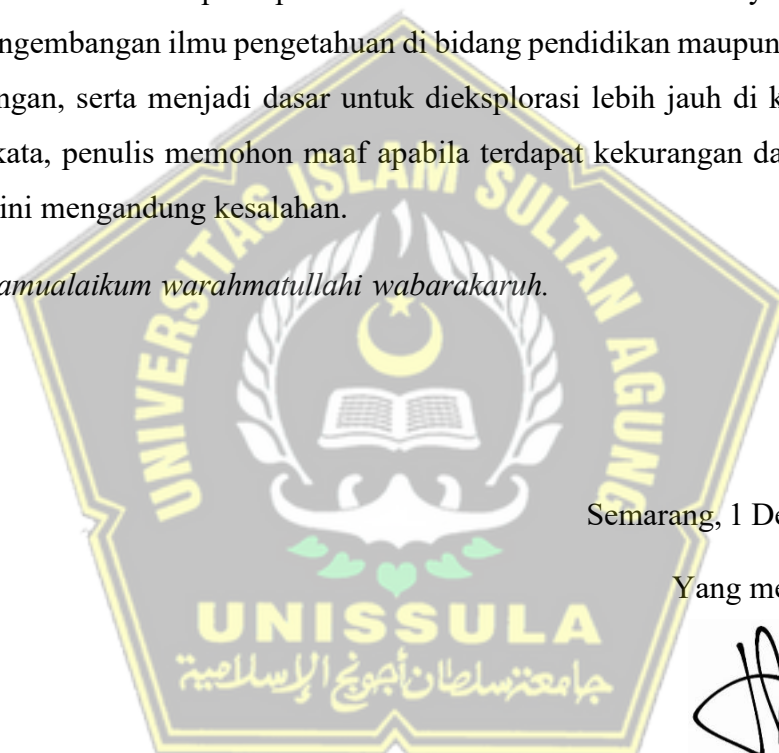 ngembangan ilmu pengetahuan di bidang pendidikan maupun
ngan, serta menjadi dasar untuk dieksplorasi lebih jauh di k
kata, penulis memohon maaf apabila terdapat kekurangan da
ini mengandung kesalahan.
amualaikum warahmatullahi wabarakaruh.
UNIVERSITAS ISLAM SULTAN AGUNG
Semarang, 1 De
Yang me
UNISSULA
جامعة سلطان أجونج الإسلامية